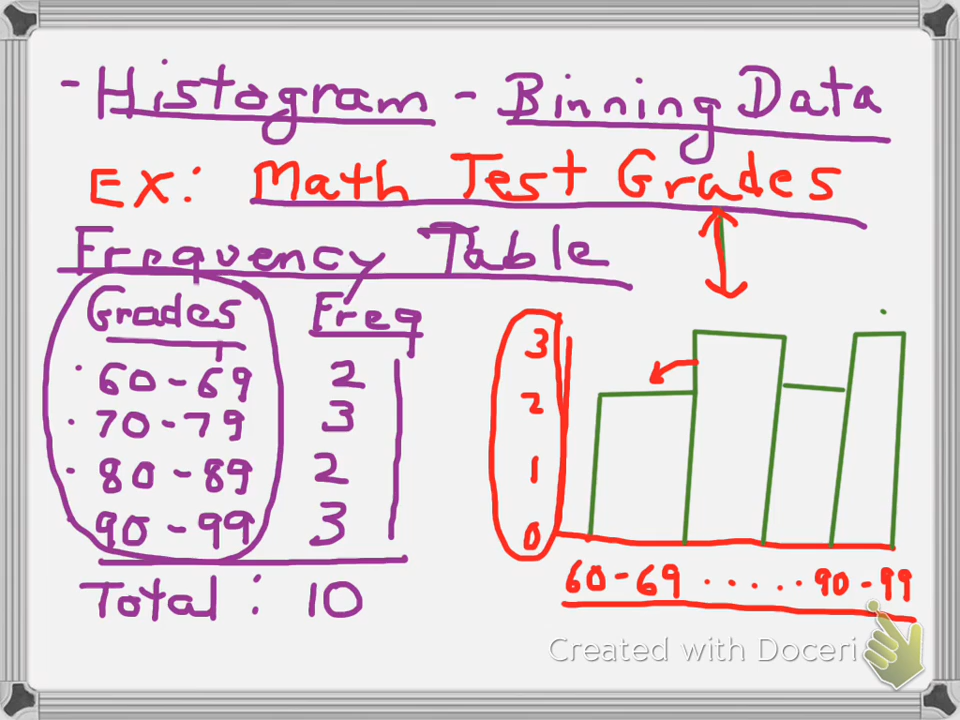 - Histogram - Binning Data
EX: Math Test Grades
Frequency Table
Grades Freq
60-69 2
70-79 3
80-89 2
90-99 3
Total: 10
3
2
1
0
60-69 ...... 90-99
Created with Doceri